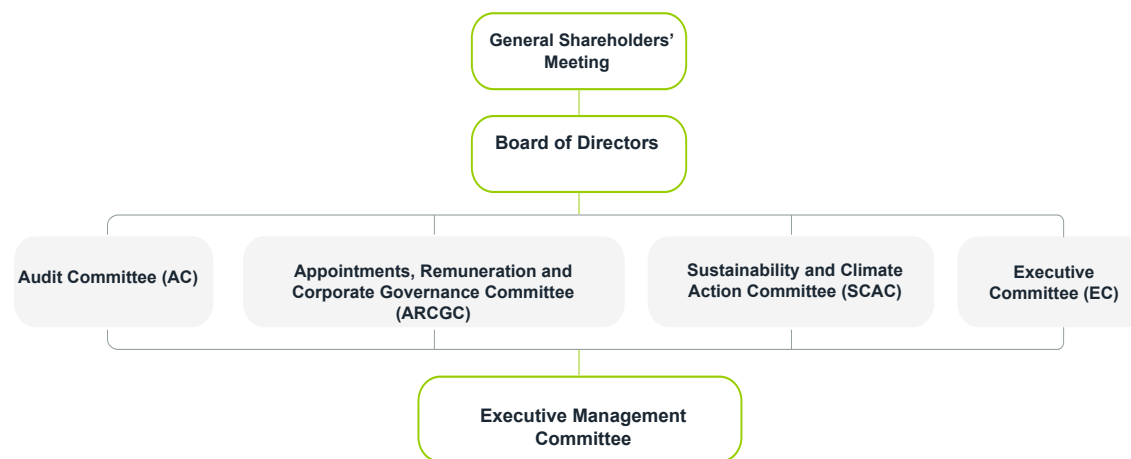 General Shareholders’
Meeting
Board of Directors
Audit Committee (AC)
Appointments, Remuneration and
Corporate Governance Committee
(ARCGC)
Sustainability and Climate
Action Committee (SCAC)
Executive
Committee (EC)
Executive Management
Committee